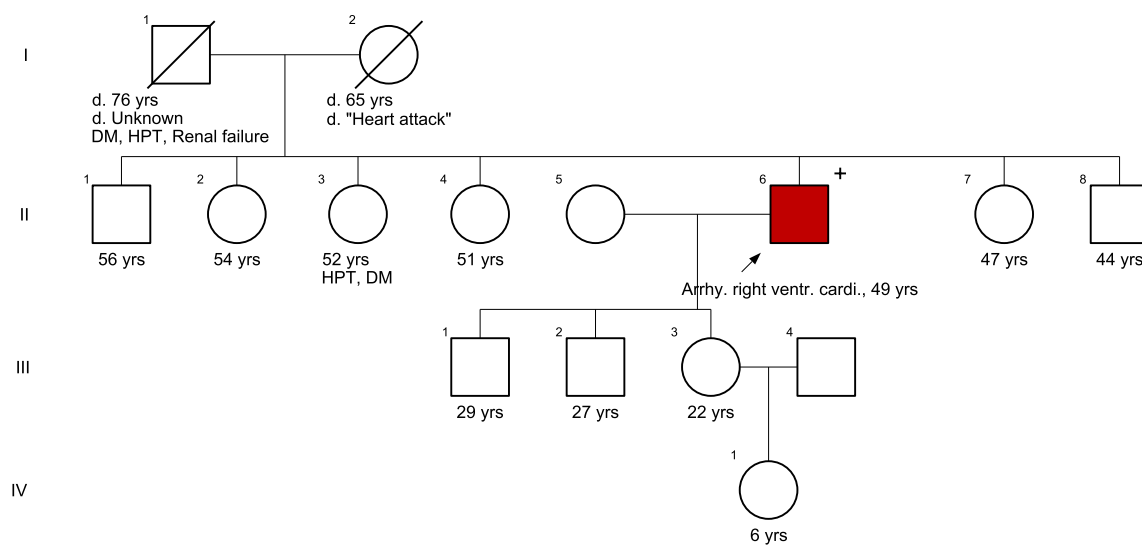 I
1
2
d. 76 yrs
d. Unknown
DM, HPT, Renal failure
d. 65 yrs
d. "Heart attack"
II
1
2
3
4
5
6
+
7
8
56 yrs
54 yrs
52 yrs
HPT, DM
51 yrs
Arrhy. right ventr. cardi., 49 yrs
47 yrs
44 yrs
III
1
2
3
4
29 yrs
27 yrs
22 yrs
IV
1
6 yrs